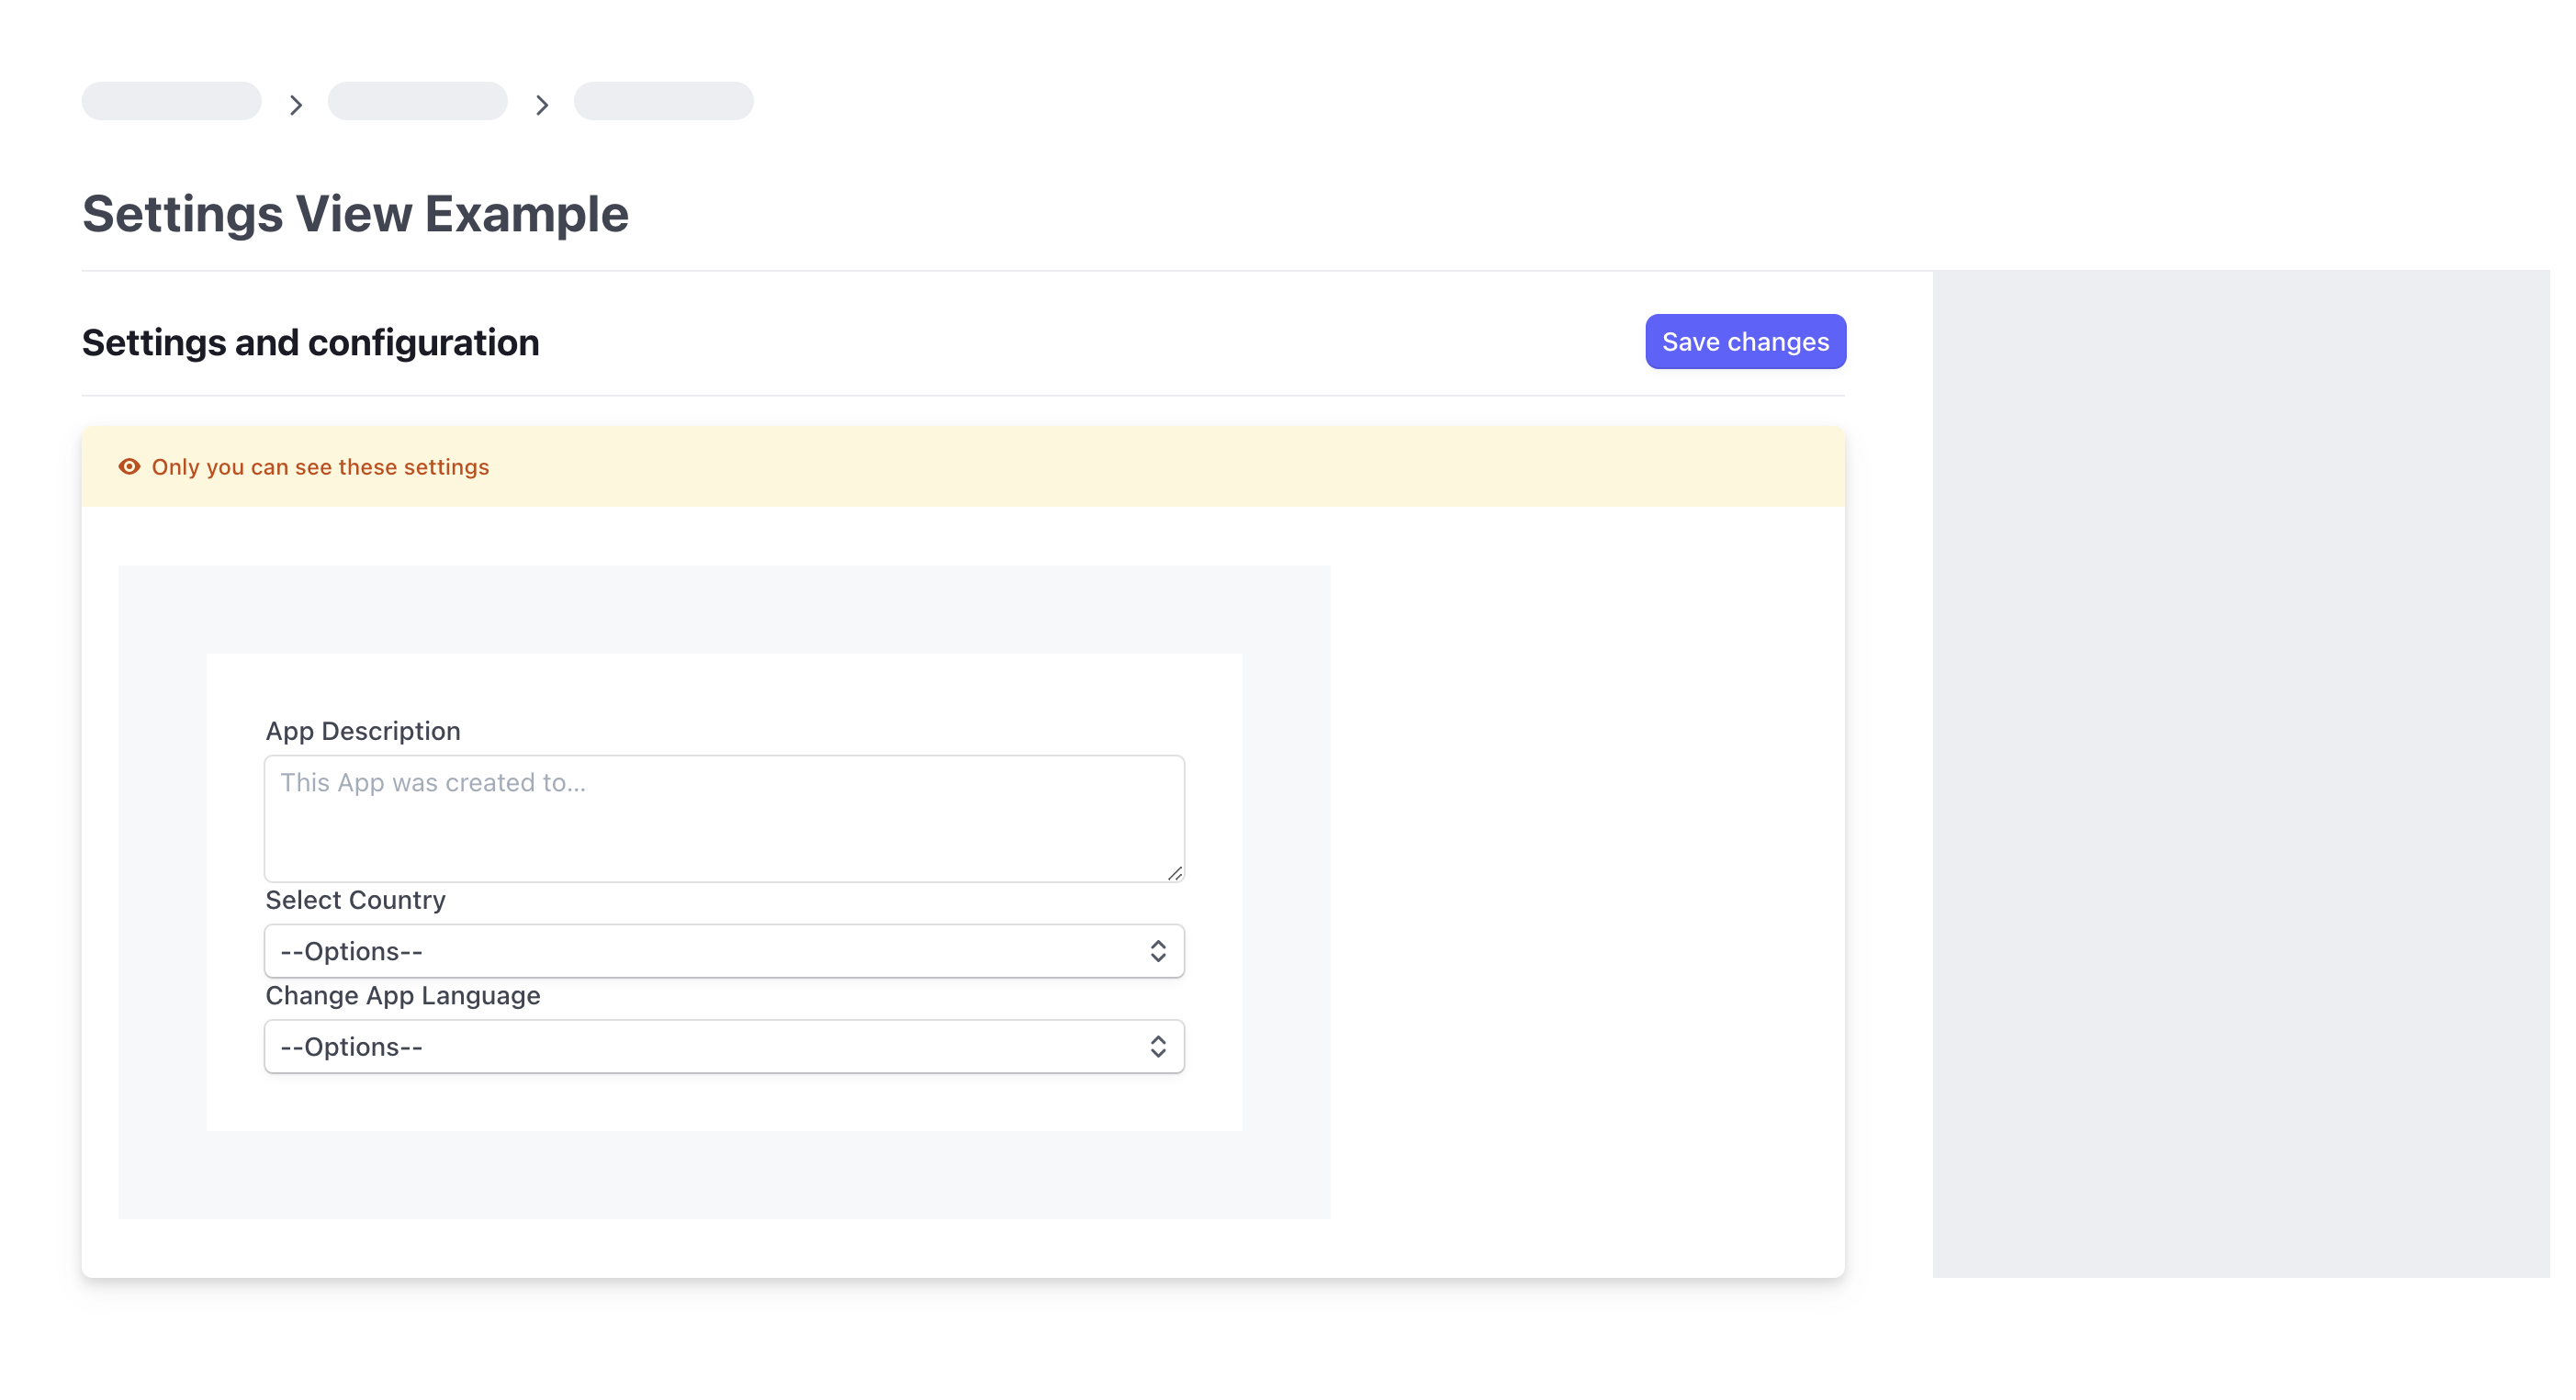 Settings View Example
Settings and configuration
Save changes
Only you can see these settings
App Description
This App was created to...
Select Country
--Options--
Change App Language
--Options--